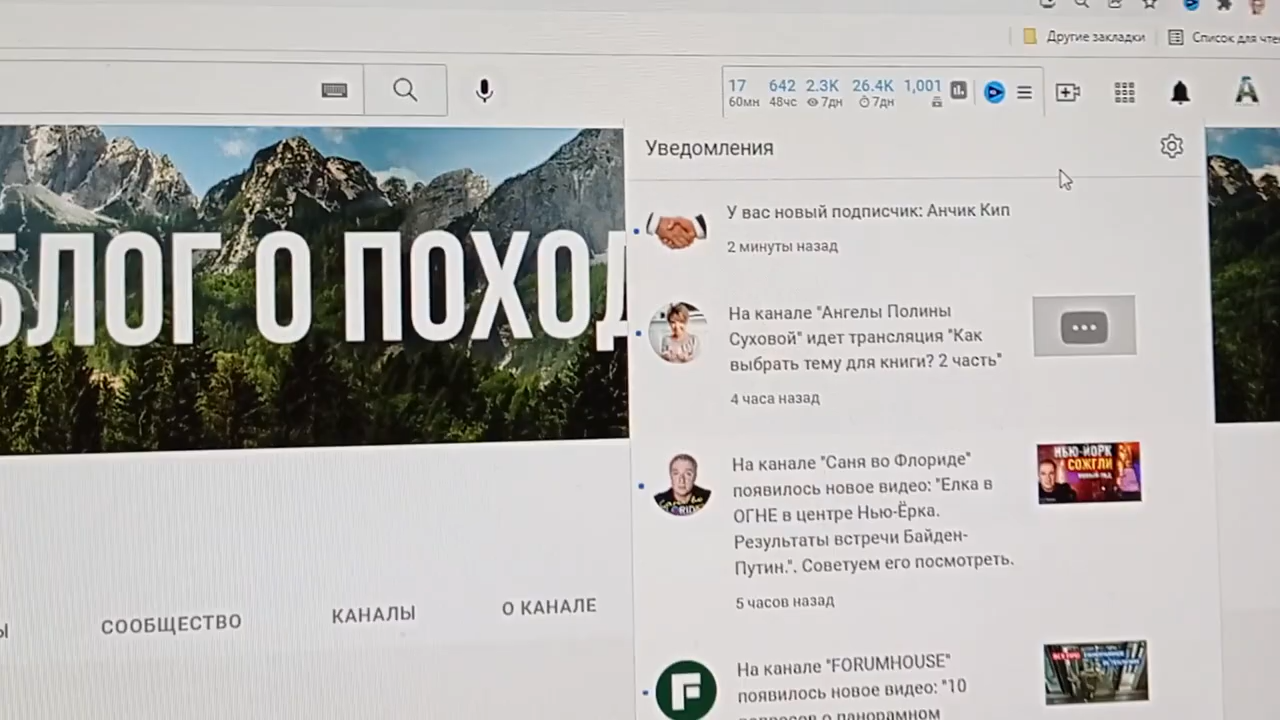 Другие закладки
Список для чте
17 642 2.3K 26.4K 1,001
60мн 48чс 7дн 7дн
Уведомления
БЛОГ О ПОХОД
У вас новый подписчик: Анчик Кип
2 минуты назад
На канале "Ангелы Полины
Суховой" идет трансляция "Как
выбрать тему для книги? 2 часть"
4 часа назад
На канале "Саня во Флориде"
появилось новое видео: "Елка в
ОГНЕ в центре Нью-Ёрка.
Результаты встречи Байден-
Путин.". Советуем его посмотреть.
5 часов назад
НЬЮ-ЙОРК
СОЖГЛИ
СООБЩЕСТВО
КАНАЛЫ
О КАНАЛЕ
F
На канале "FORUMHOUSE"
появилось новое видео: "10
вопросов о панорамном